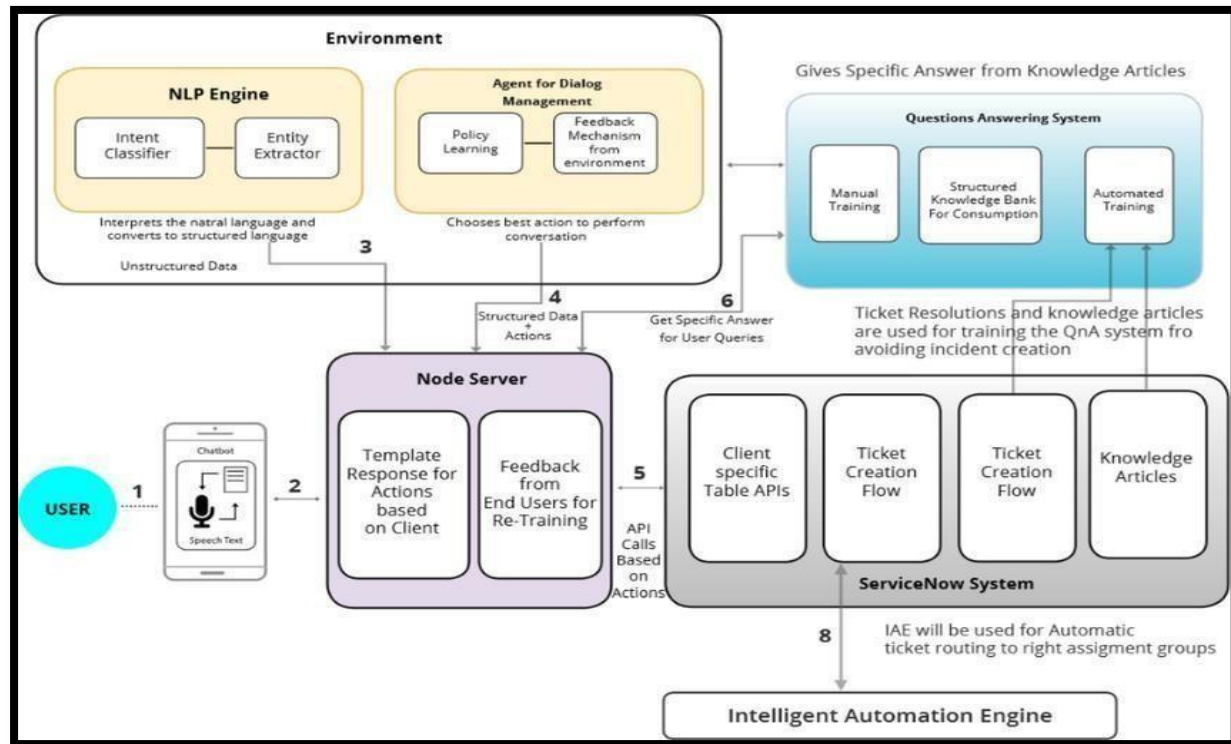 Environment
NLP Engine
Intent
Classifier
Entity
Extractor
Interprets the natral language and
converts to structured language
Unstructured Data
3
Agent for Dialog
Management
Policy
Learning
Feedback
Mechanism
from
environment
Chooses best action to perform
conversation
4
Structured Data
+
Actions
Gives Specific Answer from Knowledge Articles
Questions Answering System
Manual
Training
Structured
Knowledge Bank
For Consumption
Automated
Training
6
Get Specific Answer
for User Queries
Ticket Resolutions and knowledge articles
are used for training the QnA system fro
avoiding incident creation
USER
1
Chatbot
Speech Text
2
Node Server
Template
Response for
Actions
based
on Client
Feedback
from
End Users for
Re-Training
5
API
Calls
Based
on
Actions
Client
specific
Table APIs
Ticket
Creation
Flow
Ticket
Creation
Flow
Knowledge
Articles
ServiceNow System
8
IAE will be used for Automatic
ticket routing to right assigment groups
Intelligent Automation Engine